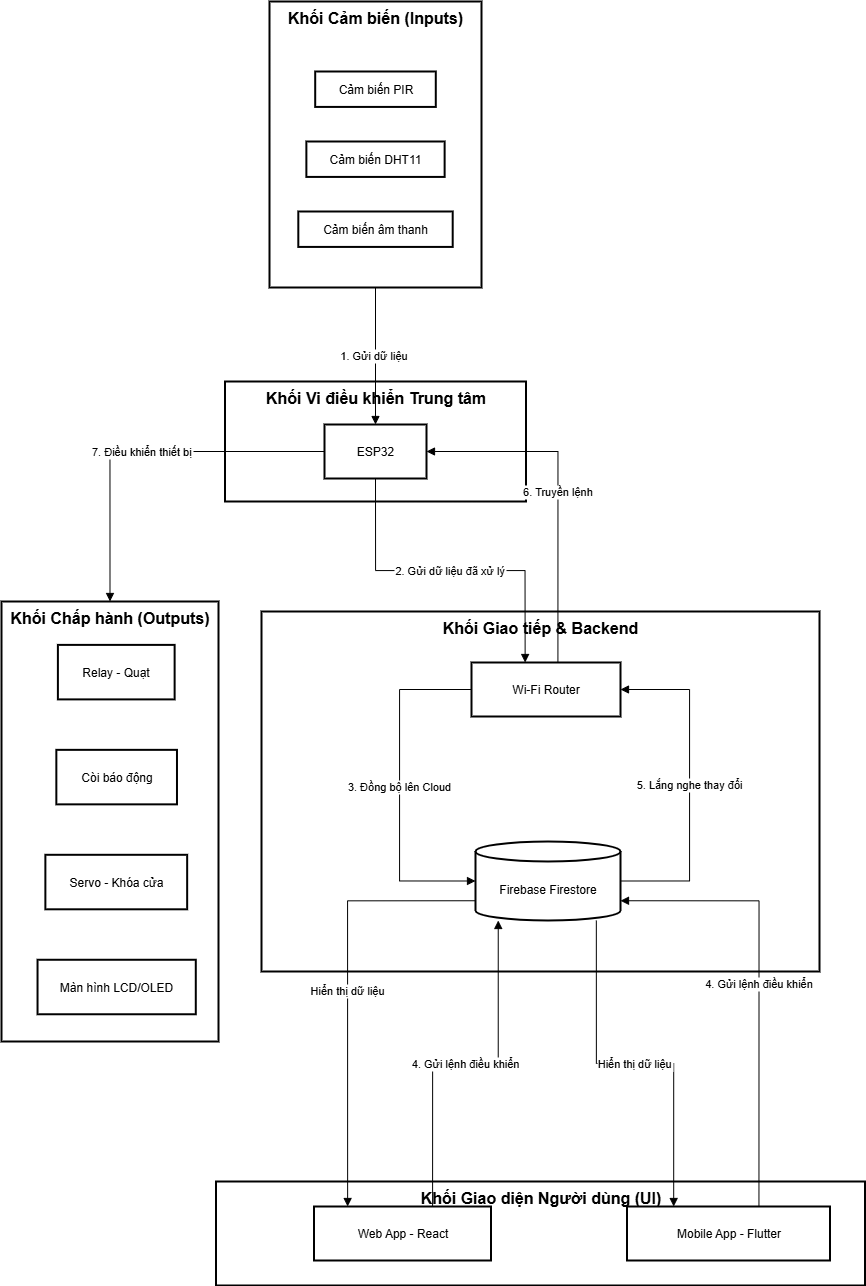 Khối Cảm biến (Inputs)
Cảm biến PIR
Cảm biến DHT11
Cảm biến âm thanh
1. Gửi dữ liệu
Khối Vi điều khiển Trung tâm
ESP32
7. Điều khiển thiết bị
6. Truyền lệnh
2. Gửi dữ liệu đã xử lý
Khối Chấp hành (Outputs)
Relay - Quạt
Còi báo động
Servo - Khóa cửa
Màn hình LCD/OLED
Khối Giao tiếp & Backend
Wi-Fi Router
3. Đồng bộ lên Cloud
5. Lắng nghe thay đổi
Firebase Firestore
Hiển thị dữ liệu
4. Gửi lệnh điều khiển
4. Gửi lệnh điều khiển
Hiển thị dữ liệu
Khối Giao diện Người dùng (UI)
Web App - React
Mobile App - Flutter